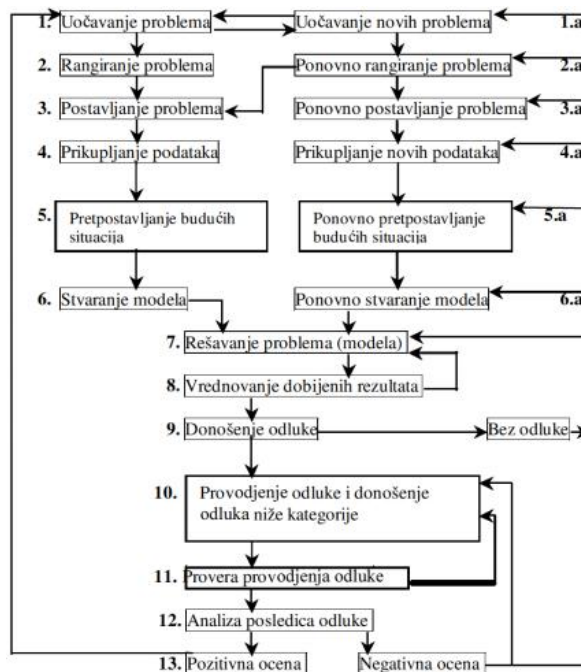 1. Uočavanje problema Uočavanje novih problema 1.a
2. Rangiranje problema Ponovno rangiranje problema 2.a
3. Postavljanje problema Ponovno postavljanje problema 3.a
4. Prikupljanje podataka Prikupljanje novih podataka 4.a
5. Pretpostavljanje budućih Ponovno pretpostavljanje 5.a
situacija budućih situacija
6. Stvaranje modela Ponovno stvaranje modela 6.a
7. Rešavanje problema (modela)
8. Vrednovanje dobijenih rezultata
9. Donošenje odluke Bez odluke
10. Provodjenje odluke i donošenje
odluka niže kategorije
11. Provera provodjenja odluke
12. Analiza posledica odluke
13. Pozitivna ocena Negativna ocena